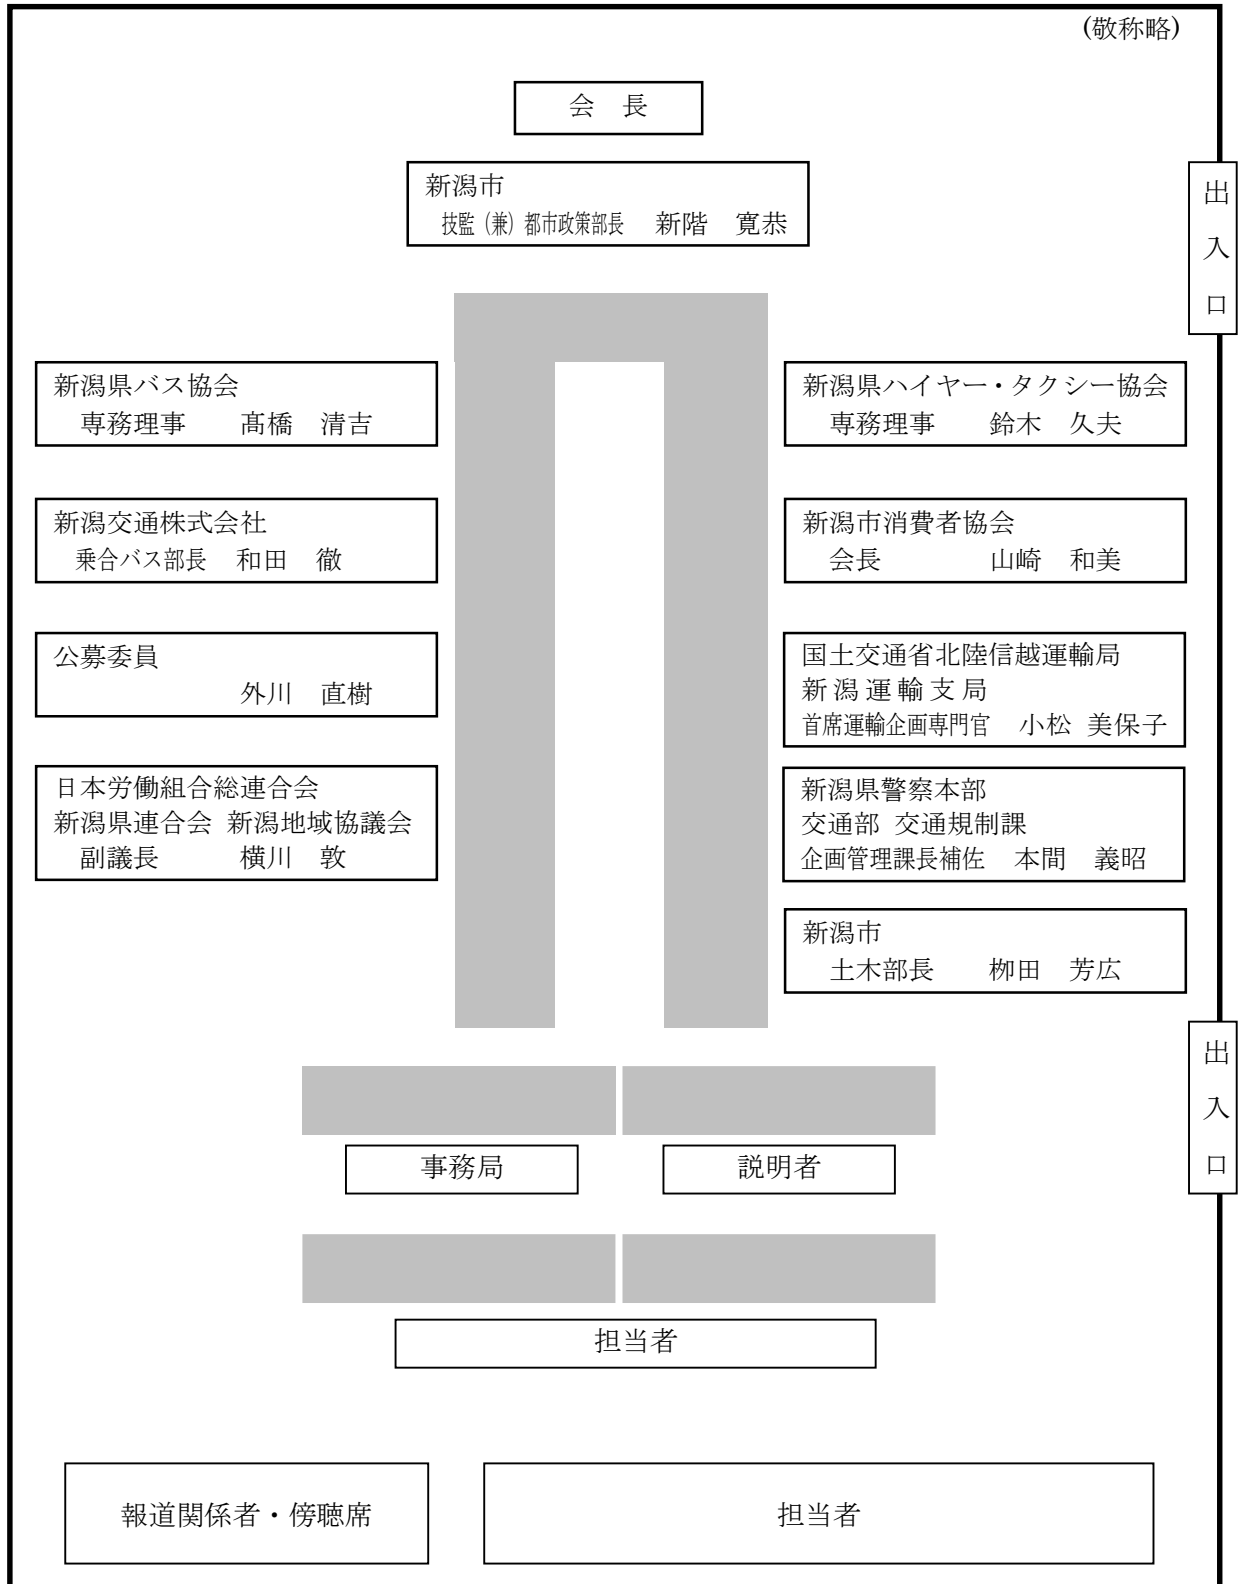 (敬称略)
会　長
新潟市
技監（兼）都市政策部長　新階　寛恭
出入口
新潟県バス協会
専務理事　　髙橋　清吉
新潟県ハイヤー・タクシー協会
専務理事　　鈴木　久夫
新潟交通株式会社
乗合バス部長　和田　徹
新潟市消費者協会
会長　　　　山崎　和美
公募委員
外川　直樹
国土交通省北陸信越運輸局
新潟運輸支局
首席運輸企画専門官　小松 美保子
日本労働組合総連合会
新潟県連合会 新潟地域協議会
副議長　　　横川　敦
新潟県警察本部
交通部 交通規制課
企画管理課長補佐　本間　義昭
新潟市
土木部長　　栁田　芳広
出入口
事務局
説明者
担当者
報道関係者・傍聴席
担当者